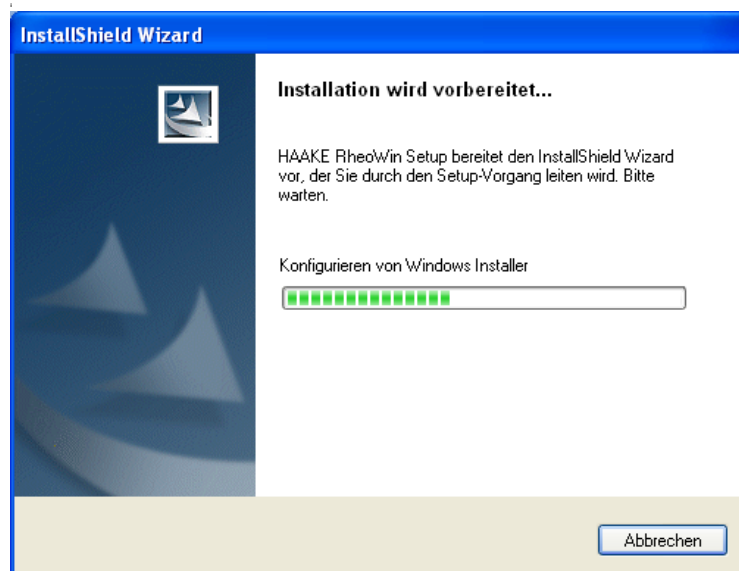 InstallShield Wizard
Installation wird vorbereitet...
HAAKE RheoWin Setup bereitet den InstallShield Wizard
vor, der Sie durch den Setup-Vorgang leiten wird. Bitte
warten.
Konfigurieren von Windows Installer
Abbrechen